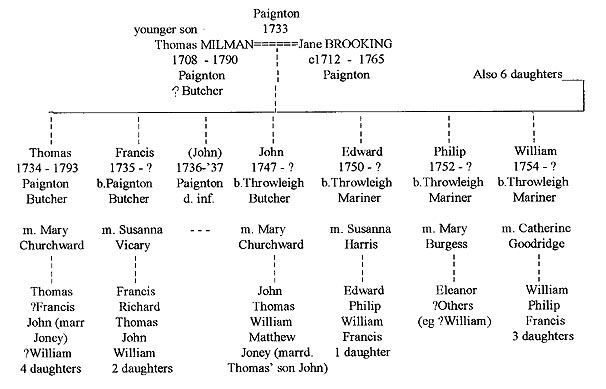 Paignton
younger son 1733
Thomas MILMAN======Jane BROOKING
1708 - 1790 c1712 - 1765
Paignton Paignton
? Butcher
Also 6 daughters
Thomas
1734 - 1793
Paignton
Butcher
m. Mary
Churchward
Thomas
?Francis
John (marr
Joney)
?William
4 daughters
Francis
1735 - ?
b.Paignton
Butcher
m. Susanna
Vicary
Francis
Richard
Thomas
John
William
2 daughters
(John)
1736-'37
Paignton
d. inf.
- - -
John
1747 - ?
b.Throwleigh
Butcher
m. Mary
Churchward
John
Thomas
William
Matthew
Joney (marrd.
Thomas' son John)
Edward
1750 - ?
b.Throwleigh
Mariner
m. Susanna
Harris
Edward
Philip
William
Francis
1 daughter
Philip
1752 - ?
b.Throwleigh
Mariner
m. Mary
Burgess
Eleanor
?Others
(eg ?William)
William
1754 - ?
b.Throwleigh
Mariner
m. Catherine
Goodridge
William
Philip
Francis
3 daughters